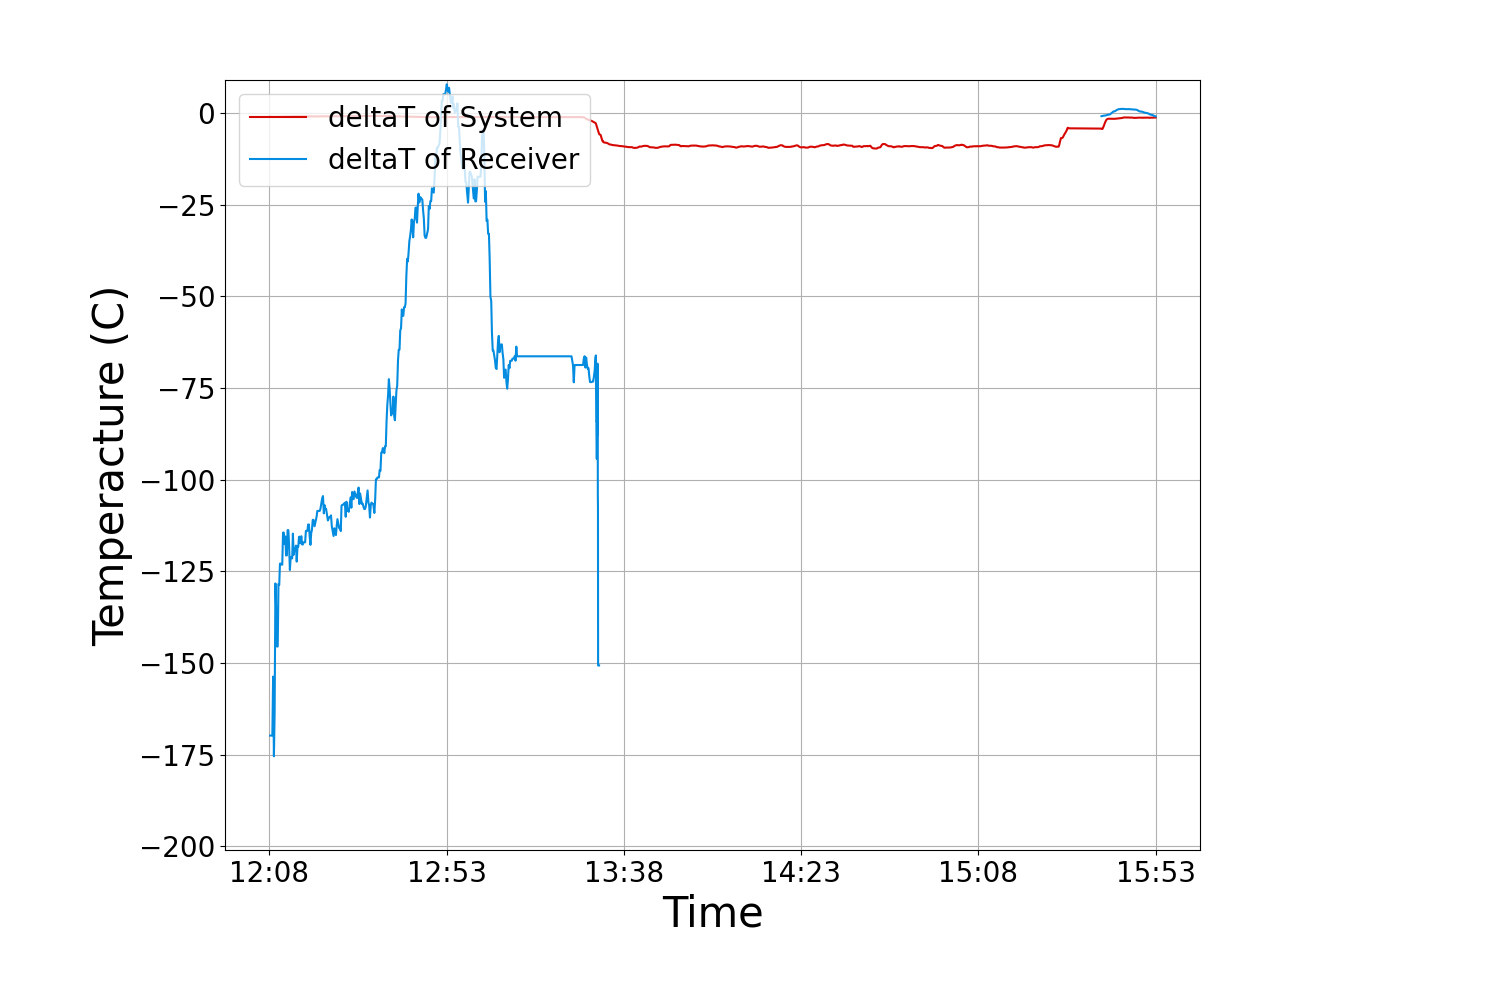 deltaT of System
deltaT of Receiver
0
−25
−50
−75
−100
−125
−150
−175
−200
Temperacture (C)
12:08 12:53 13:38 14:23 15:08 15:53
Time